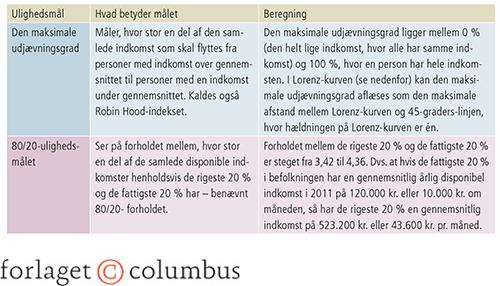 Ulighedsmål
Hvad betyder målet
Beregning
Den maksimale
udjævningsgrad
Måler, hvor stor en del af den sam-
lede indkomst som skal flyttes fra
personer med indkomst over gennem-
snittet til personer med en indkomst
under gennemsnittet. Kaldes også
Robin Hood-indekset.
Den maksimale udjævningsgrad ligger mellem 0 %
(den helt lige indkomst, hvor alle har samme ind-
komst) og 100 %, hvor en person har hele indkom-
sten. I Lorenz-kurven (se nedenfor) kan den maksi-
male udjævningsgrad aflæses som den maksimale
afstand mellem Lorenz-kurven og 45-graders-linjen,
hvor hældningen på Lorenz-kurven er én.
80/20-uligheds-
målet
Ser på forholdet mellem, hvor stor
en del af de samlede disponible ind-
komster henholdsvis de rigeste 20 %
og de fattigste 20 % har – benævnt
80/20- forholdet.
Forholdet mellem de rigeste 20 % og de fattigste 20 %
er steget fra 3,42 til 4,36. Dvs. at hvis de fattigste 20 %
i befolkningen har en gennemsnitlig årlig disponibel
indkomst i 2011 på 120.000 kr. eller 10.000 kr. om
måneden, så har de rigeste 20 % en gennemsnitlig
indkomst på 523.200 kr. eller 43.600 kr. pr. måned.
forlaget © columbus